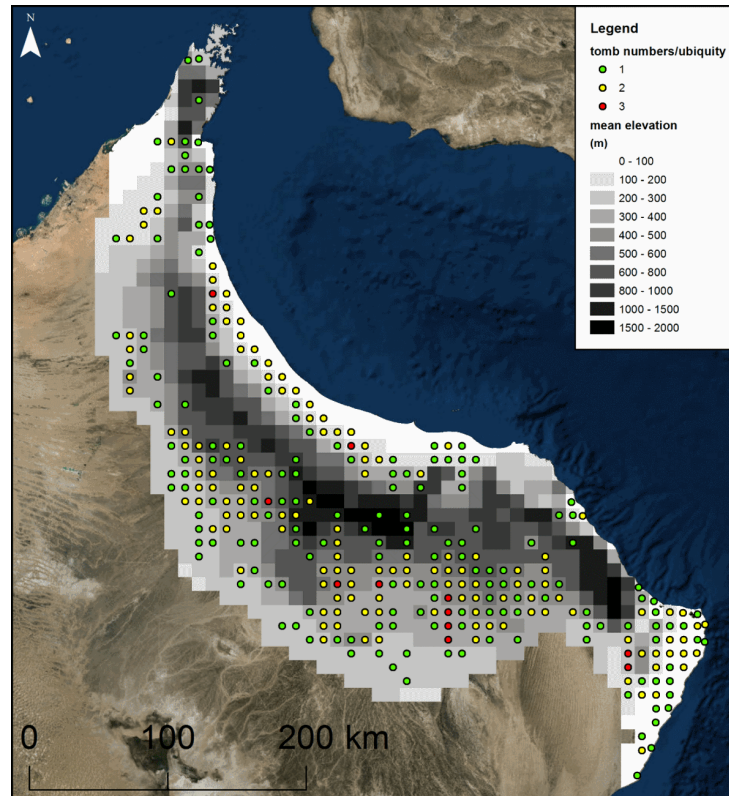 N
Legend
tomb numbers/ubiquity
1
2
3
mean elevation
(m)
0 - 100
100 - 200
200 - 300
300 - 400
400 - 500
500 - 600
600 - 800
800 - 1000
1000 - 1500
1500 - 2000
0 100 200 km